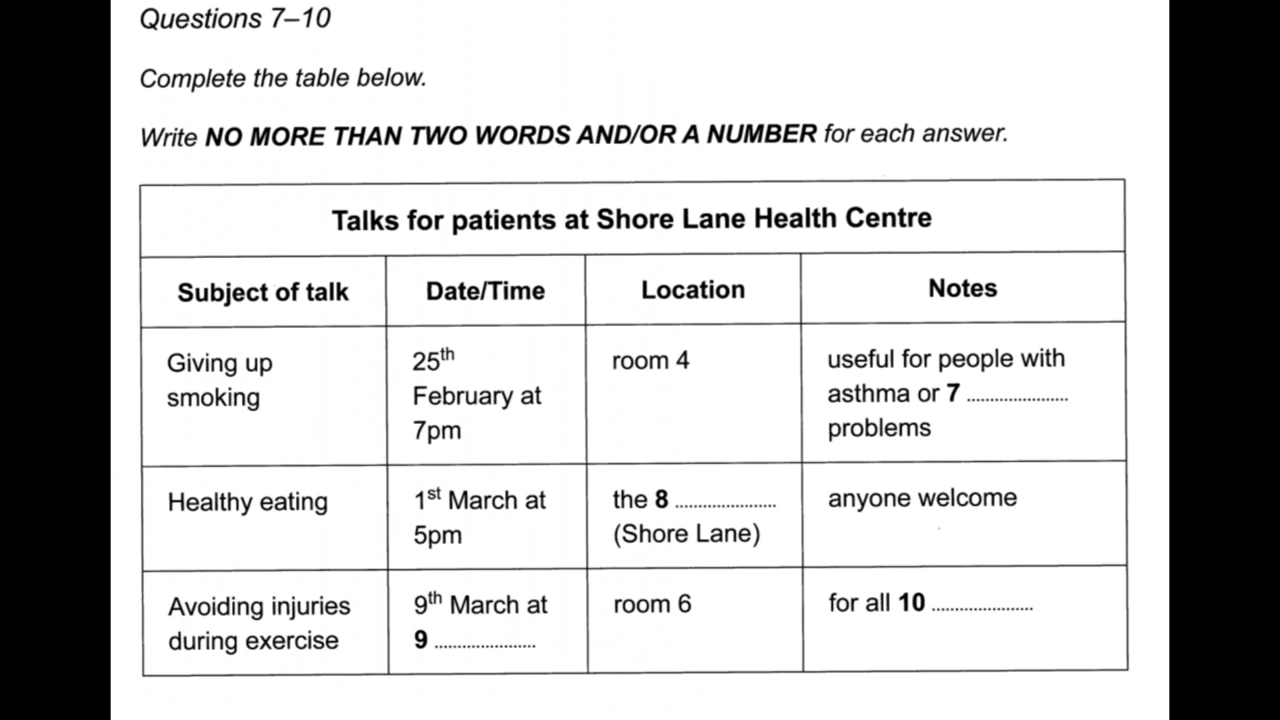 Questions 7–10
Complete the table below.
Write NO MORE THAN TWO WORDS AND/OR A NUMBER for each answer.
Talks for patients at Shore Lane Health Centre
Subject of talk
Date/Time
Location
Notes
Giving up
smoking
25th
February at
7pm
room 4
useful for people with
asthma or 7 ......................
problems
Healthy eating
1st March at
5pm
the 8 ......................
(Shore Lane)
anyone welcome
Avoiding injuries
during exercise
9th March at
9 ......................
room 6
for all 10 ......................